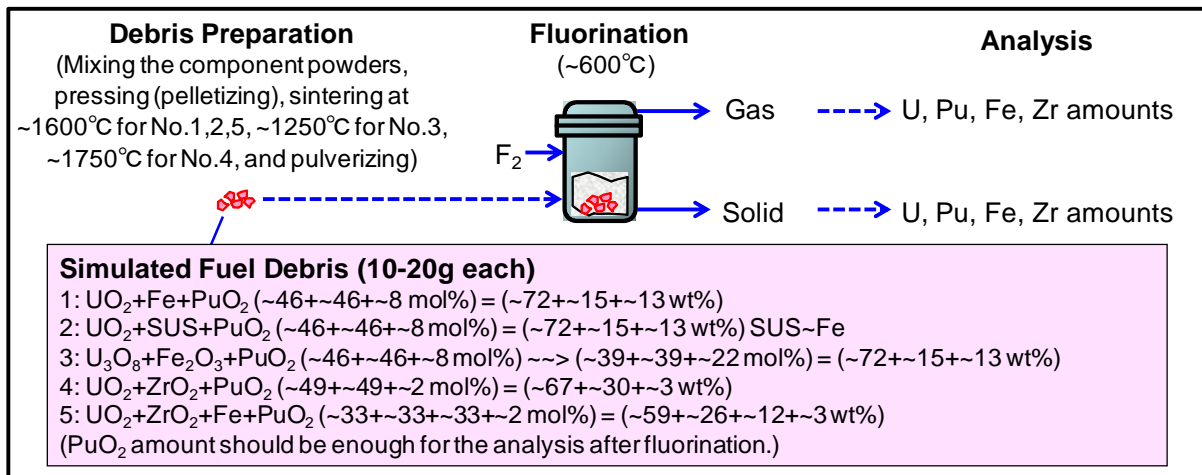 Debris Preparation
(Mixing the component powders,
pressing (pelletizing), sintering at
~1600℃ for No.1,2,5, ~1250℃ for No.3,
~1750℃ for No.4, and pulverizing)
Fluorination
(~600℃)
F₂
Analysis
Gas
U, Pu, Fe, Zr amounts
Solid
U, Pu, Fe, Zr amounts
Simulated Fuel Debris (10-20g each)
1: UO₂+Fe+PuO₂ (~46+~46+~8 mol%) = (~72+~15+~13 wt%)
2: UO₂+SUS+PuO₂ (~46+~46+~8 mol%) = (~72+~15+~13 wt%) SUS~Fe
3: U₃O₈+Fe₂O₃+PuO₂ (~46+~46+~8 mol%) ~~> (~39+~39+~22 mol%) = (~72+~15+~13 wt%)
4: UO₂+ZrO₂+PuO₂ (~49+~49+~2 mol%) = (~67+~30+~3 wt%)
5: UO₂+ZrO₂+Fe+PuO₂ (~33+~33+~33+~2 mol%) = (~59+~26+~12+~3 wt%)
(PuO₂ amount should be enough for the analysis after fluorination.)